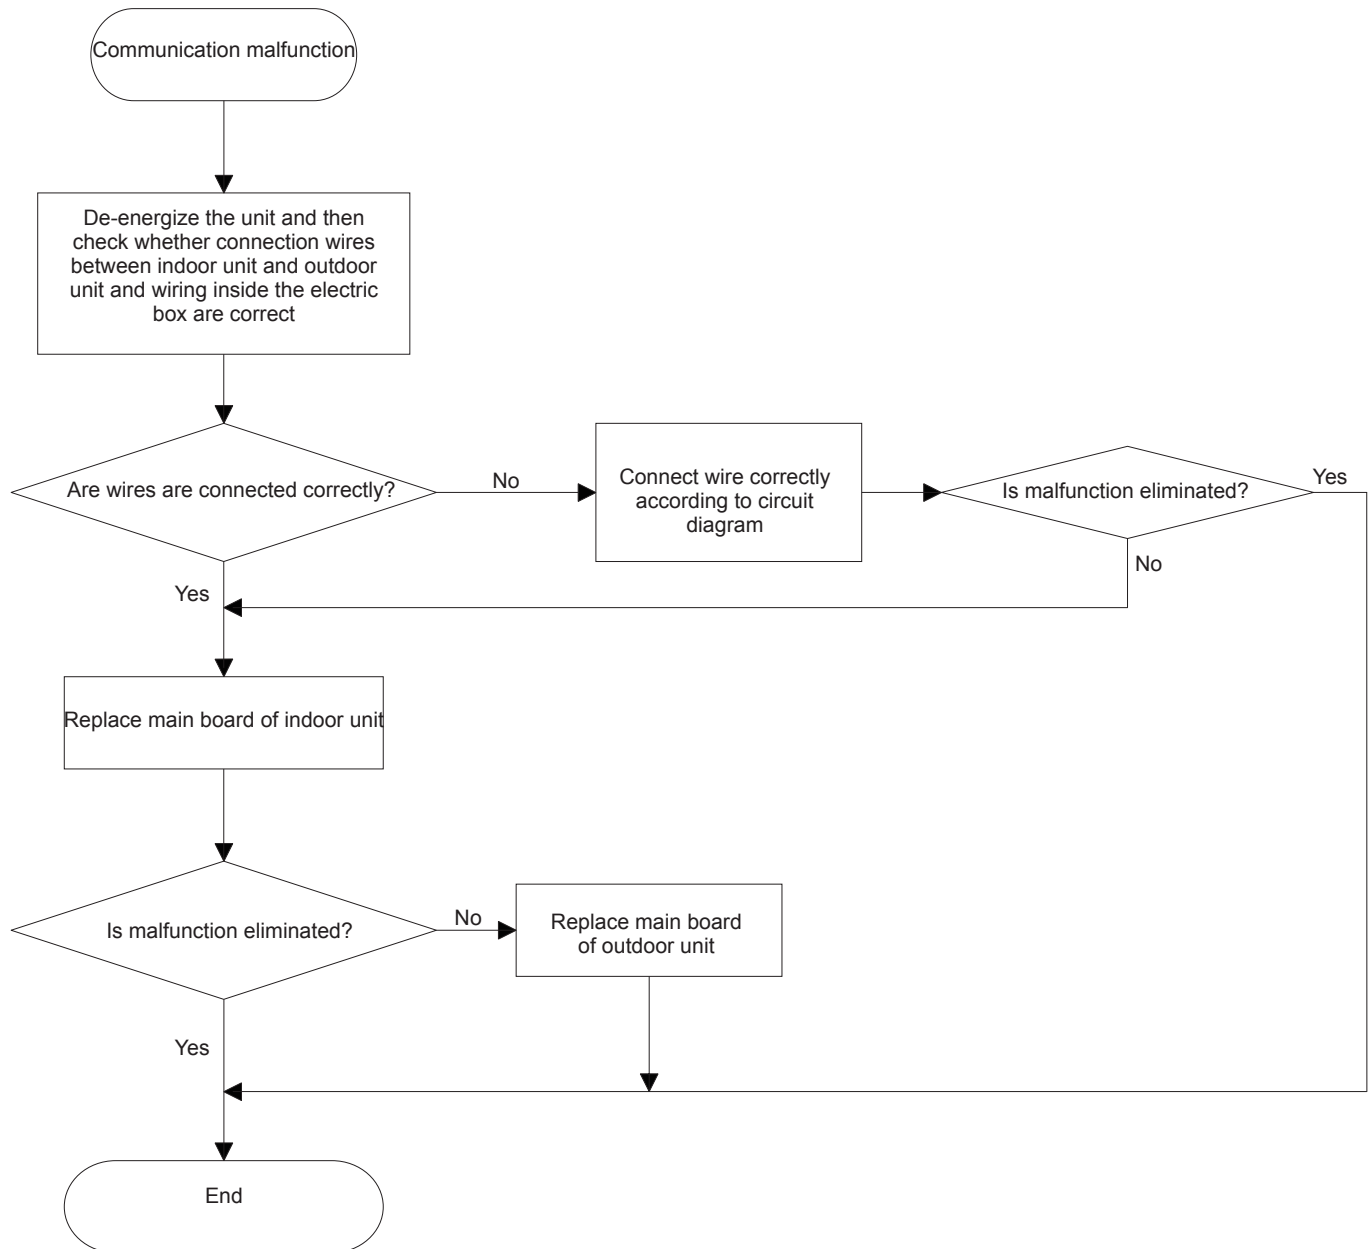 Communication malfunction
De-energize the unit and then
check whether connection wires
between indoor unit and outdoor
unit and wiring inside the electric
box are correct
Are wires are connected correctly?
No
Connect wire correctly
according to circuit
diagram
Is malfunction eliminated?
Yes
No
Yes
Replace main board of indoor unit
Is malfunction eliminated?
No
Replace main board
of outdoor unit
Yes
End